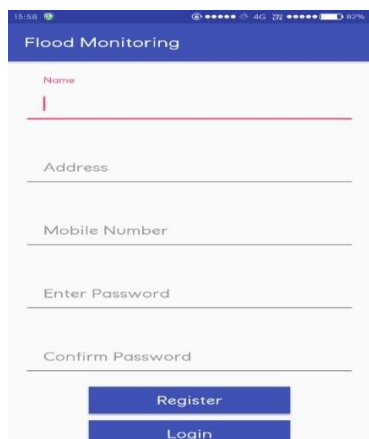 15:58 4G 82%
Flood Monitoring
Name
Address
Mobile Number
Enter Password
Confirm Password
Register
Login